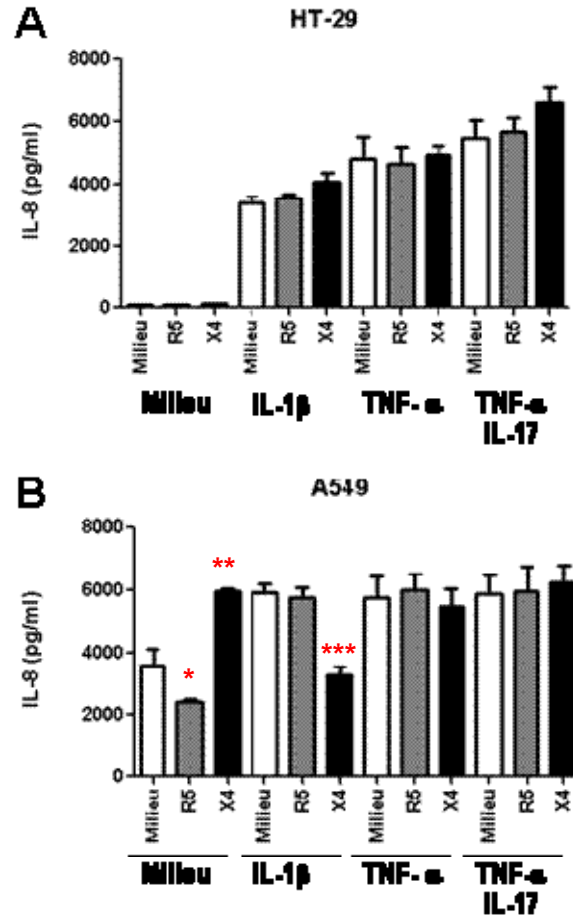 A
HT-29
8000
6000
4000
2000
0
IL-8 (pg/ml)
Milieu R5 X4 Milieu R5 X4 Milieu R5 X4 Milieu R5 X4
Milieu IL-1β TNF- α TNF-α
IL-17
B
A549
8000
6000
4000
2000
0
IL-8 (pg/ml)
**
*
***
Milieu R5 X4 Milieu R5 X4 Milieu R5 X4 Milieu R5 X4
Milieu IL-1β TNF- α TNF-α
IL-17